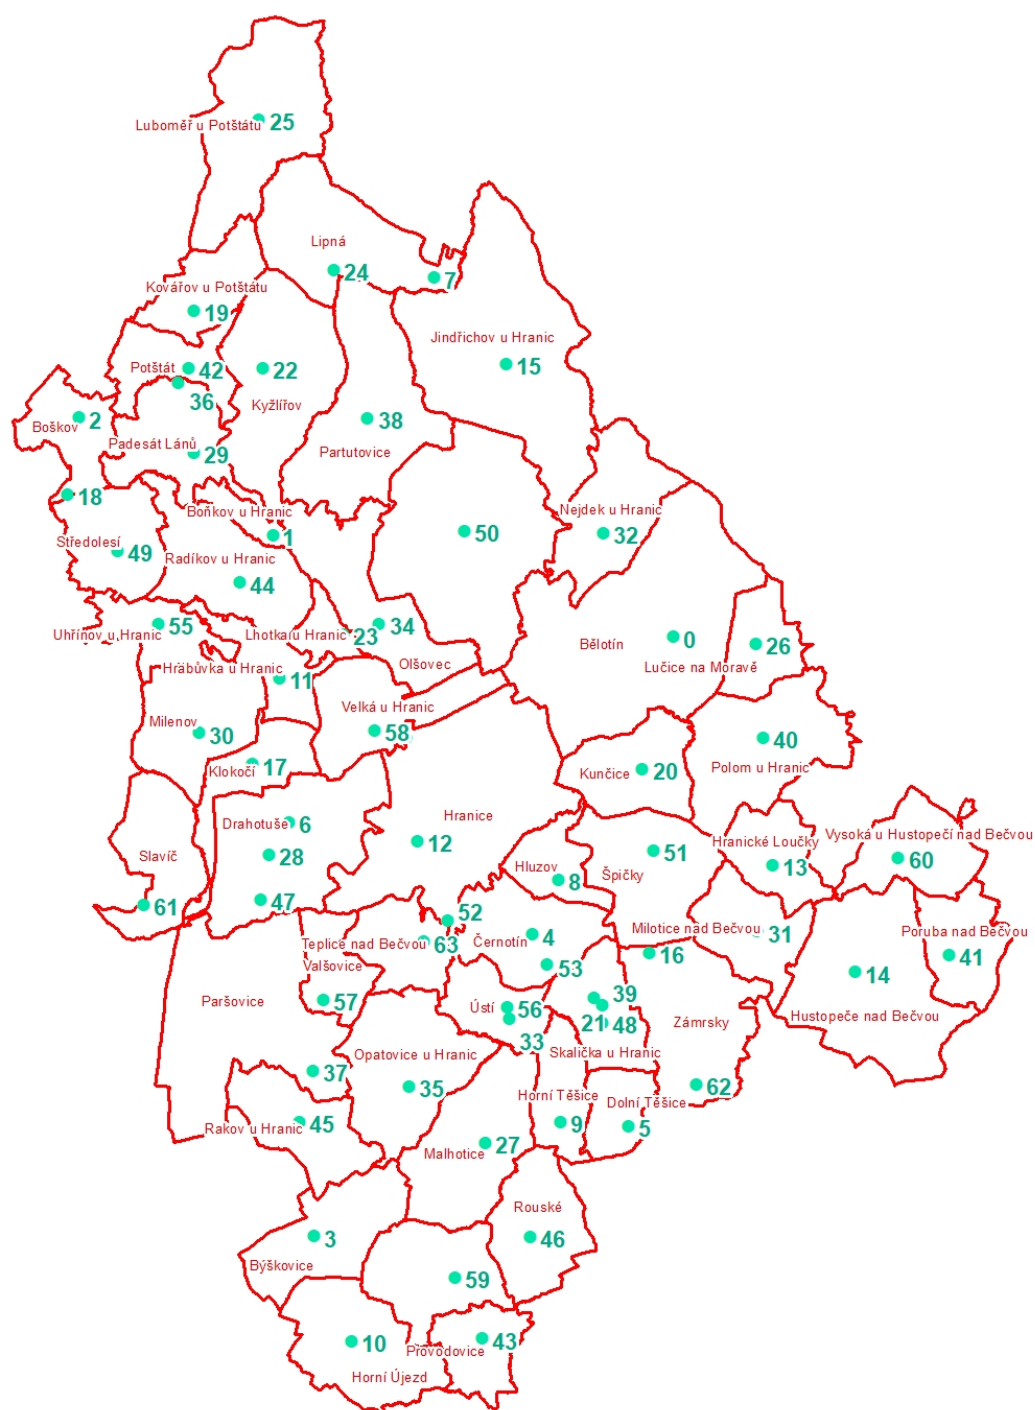 25
Luboměř u Potštátu
Lipná
24
7
Kovářov u Potštátu
19
Jindřichov u Hranic
15
Potštát
42
22
36
Kyžlířov
2
Boškov
38
Padesát Lánů
29
Partutovice
18
Boňkov u Hranic
1
Nejdek u Hranic
32
50
Středolesí
49
Radíkov u Hranic
44
55
Uhřínov u Hranic
Lhotka u Hranic
23
34
0
Bělotín
26
Olšovec
Lučice na Moravě
Hrabůvka u Hranic
11
Velká u Hranic
58
Milenov
30
40
Polom u Hranic
Klokočí
17
Kunčice
20
Drahotuše
6
Hranice
12
28
51
Hranické Loučky
13
Vysoká u Hustopečí nad Bečvou
60
Slavíč
Hluzov
8
Špičky
61
47
52
Milotice nad Bečvou
31
Teplice nad Bečvou
63
Černotín
4
Poruba nad Bečvou
41
Valšovice
53
16
14
Paršovice
57
39
Ústí
56
21
48
Zámrsky
Hustopeče nad Bečvou
33
Opatovice u Hranic
Skalička u Hranic
37
35
62
Horní Těšice
Dolní Těšice
Rakov u Hranic
45
9
5
Malhotice
27
Rouské
3
46
Býškovice
59
10
43
Provodovice
Horní Újezd